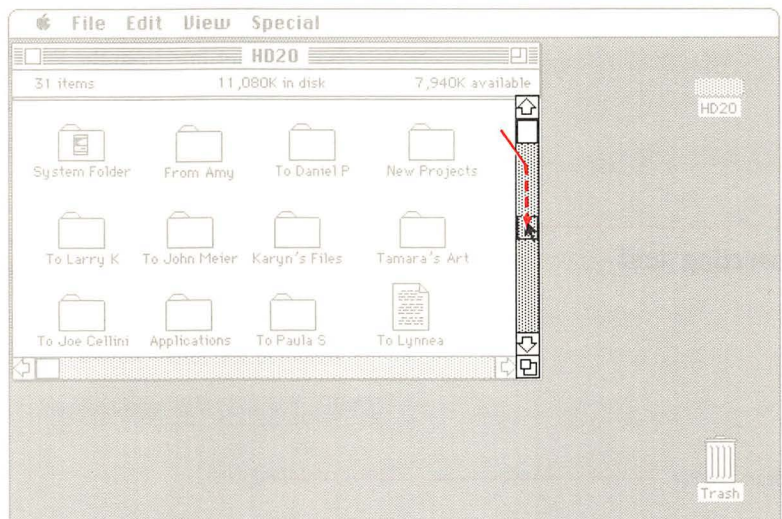 File Edit View Special
HD20
31 items 11,080K in disk 7,940K available
HD20
System Folder From Amy To Daniel P New Projects
To Larry K To John Meier Karyn's Files Tamara's Art
To Joe Cellini Applications To Paula S To Lynnea
Trash